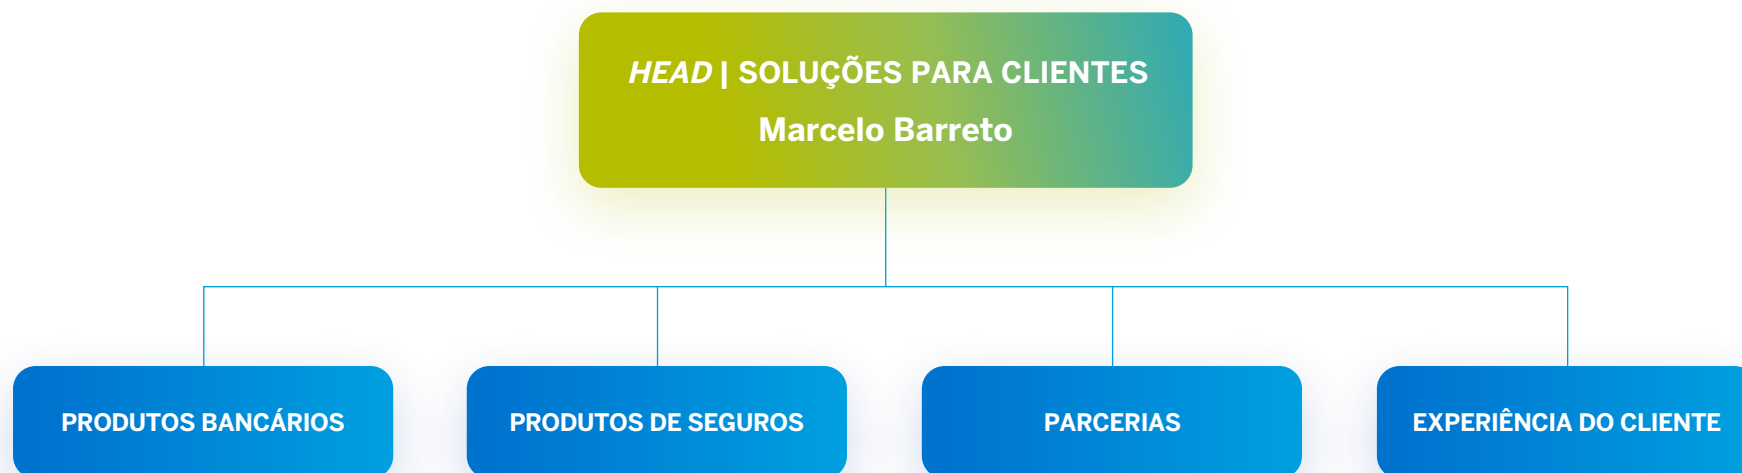 HEAD | SOLUÇÕES PARA CLIENTES
Marcelo Barreto
PRODUTOS BANCÁRIOS
PRODUTOS DE SEGUROS
PARCERIAS
EXPERIÊNCIA DO CLIENTE